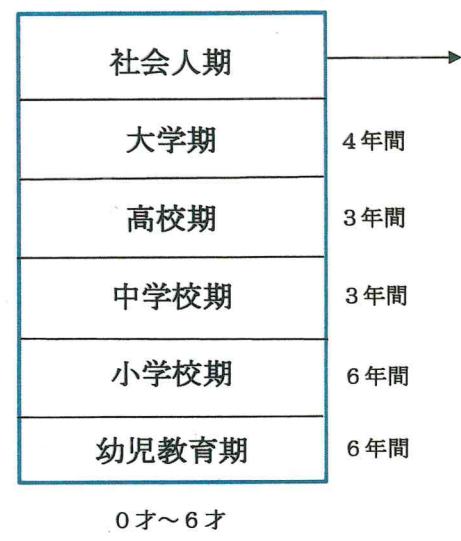 社会人期
大学期 4年間
高校期 3年間
中学校期 3年間
小学校期 6年間
幼児教育期 6年間
0才～6才